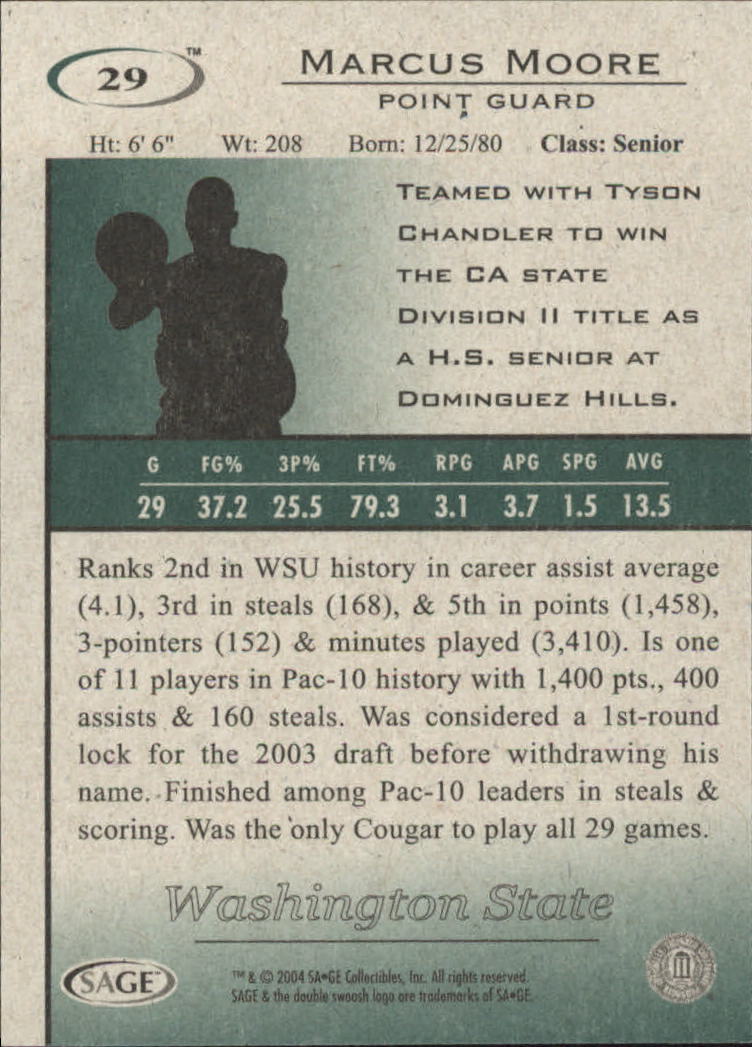 29 ™
MARCUS MOORE
POINT GUARD
Ht: 6' 6" Wt: 208 Born: 12/25/80 Class: Senior
TEAMED WITH TYSON
CHANDLER TO WIN
THE CA STATE
DIVISION II TITLE AS
A H.S. SENIOR AT
DOMINGUEZ HILLS.
G FG% 3P% FT% RPG APG SPG AVG
29 37.2 25.5 79.3 3.1 3.7 1.5 13.5
Ranks 2nd in WSU history in career assist average
(4.1), 3rd in steals (168), & 5th in points (1,458),
3-pointers (152) & minutes played (3,410). Is one
of 11 players in Pac-10 history with 1,400 pts., 400
assists & 160 steals. Was considered a 1st-round
lock for the 2003 draft before withdrawing his
name. Finished among Pac-10 leaders in steals &
scoring. Was the only Cougar to play all 29 games.
Washington State
SAGE™
™ & © 2004 SA•GE Collectibles, Inc. All rights reserved.
SAGE & the double swoosh logo are trademarks of SA•GE.